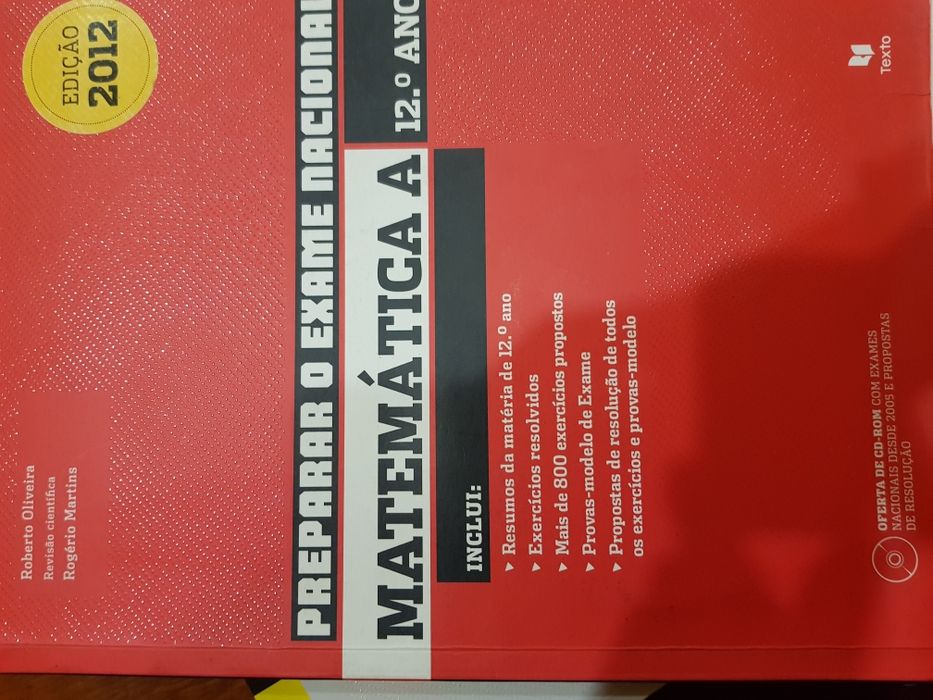 Roberto Oliveira
Revisão científica
Rogério Martins
EDIÇÃO
2012
PREPARAR O EXAME NACIONAL
MATEMÁTICA A 12.º ANO
INCLUI:
▸ Resumos da matéria de 12.º ano
▸ Exercícios resolvidos
▸ Mais de 800 exercícios propostos
▸ Provas-modelo de Exame
▸ Propostas de resolução de todos
os exercícios e provas-modelo
OFERTA DE CD-ROM COM EXAMES
NACIONAIS DESDE 2005 E PROPOSTAS
DE RESOLUÇÃO
Texto